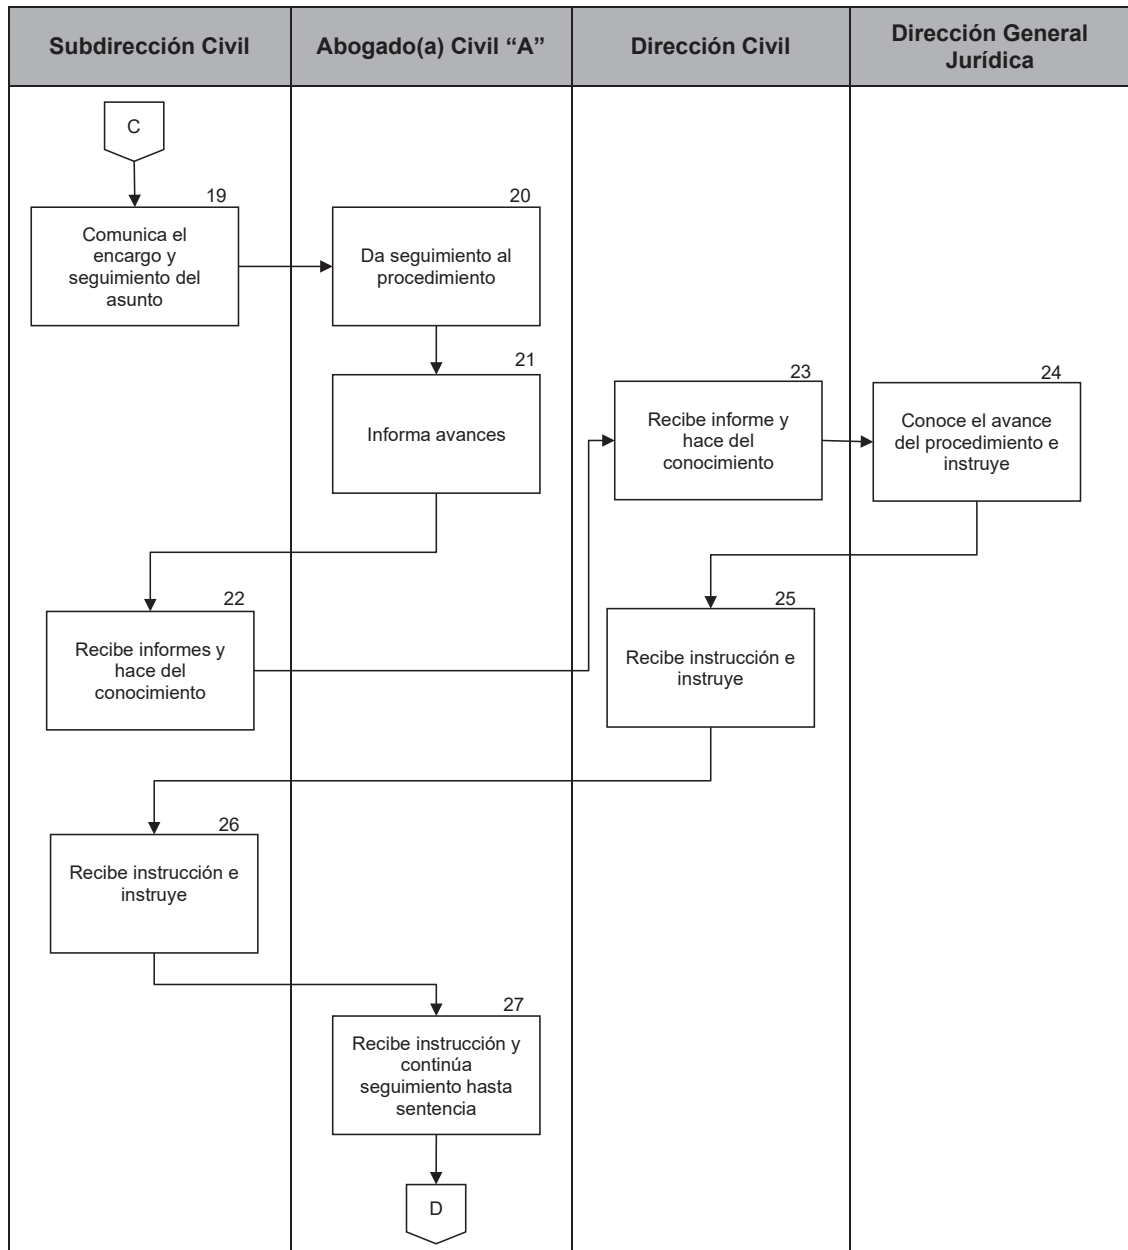 Subdirección Civil
Abogado(a) Civil “A”
Dirección Civil
Dirección General
Jurídica
C
19
Comunica el
encargo y
seguimiento del
asunto
20
Da seguimiento al
procedimiento
21
Informa avances
22
Recibe informes y
hace del
conocimiento
23
Recibe informe y
hace del
conocimiento
24
Conoce el avance
del procedimiento e
instruye
25
Recibe instrucción e
instruye
26
Recibe instrucción e
instruye
27
Recibe instrucción y
continúa
seguimiento hasta
sentencia
D